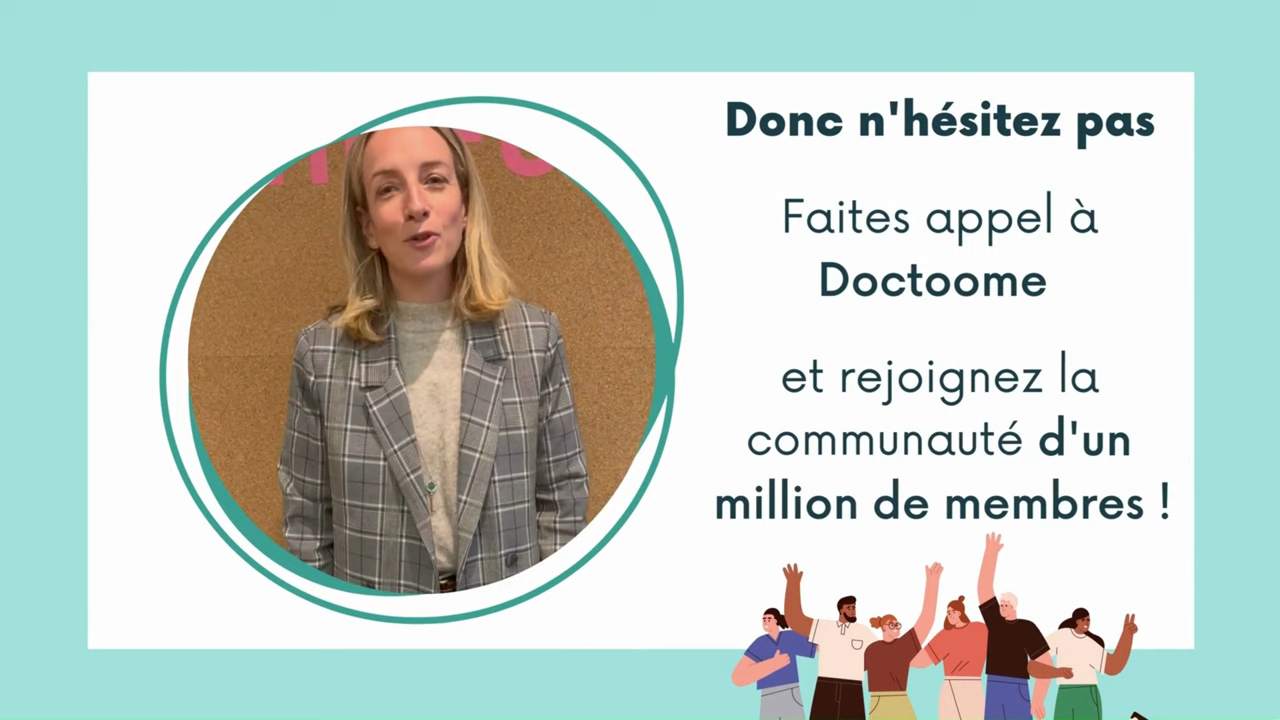 Donc n'hésitez pas
Faites appel à
Doctoome
et rejoignez la
communauté d'un
million de membres !